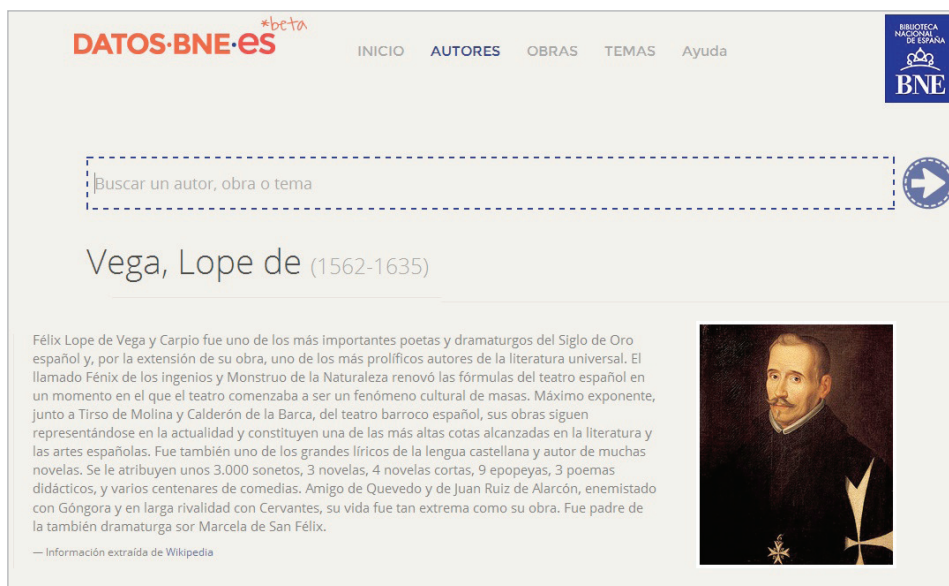 *beta
DATOS·BNE·es
INICIO AUTORES OBRAS TEMAS Ayuda
BIBLIOTECA
NACIONAL
DE ESPAÑA
BNE
Buscar un autor, obra o tema
Vega, Lope de (1562-1635)
Félix Lope de Vega y Carpio fue uno de los más importantes poetas y dramaturgos del Siglo de Oro
español y, por la extensión de su obra, uno de los más prolíficos autores de la literatura universal. El
llamado Fénix de los ingenios y Monstruo de la Naturaleza renovó las fórmulas del teatro español en
un momento en el que el teatro comenzaba a ser un fenómeno cultural de masas. Máximo exponente,
junto a Tirso de Molina y Calderón de la Barca, del teatro barroco español, sus obras siguen
representándose en la actualidad y constituyen una de las más altas cotas alcanzadas en la literatura y
las artes españolas. Fue también uno de los grandes líricos de la lengua castellana y autor de muchas
novelas. Se le atribuyen unos 3.000 sonetos, 3 novelas, 4 novelas cortas, 9 epopeyas, 3 poemas
didácticos, y varios centenares de comedias. Amigo de Quevedo y de Juan Ruiz de Alarcón, enemistado
con Góngora y en larga rivalidad con Cervantes, su vida fue tan extrema como su obra. Fue padre de
la también dramaturga sor Marcela de San Félix.
— Información extraída de Wikipedia